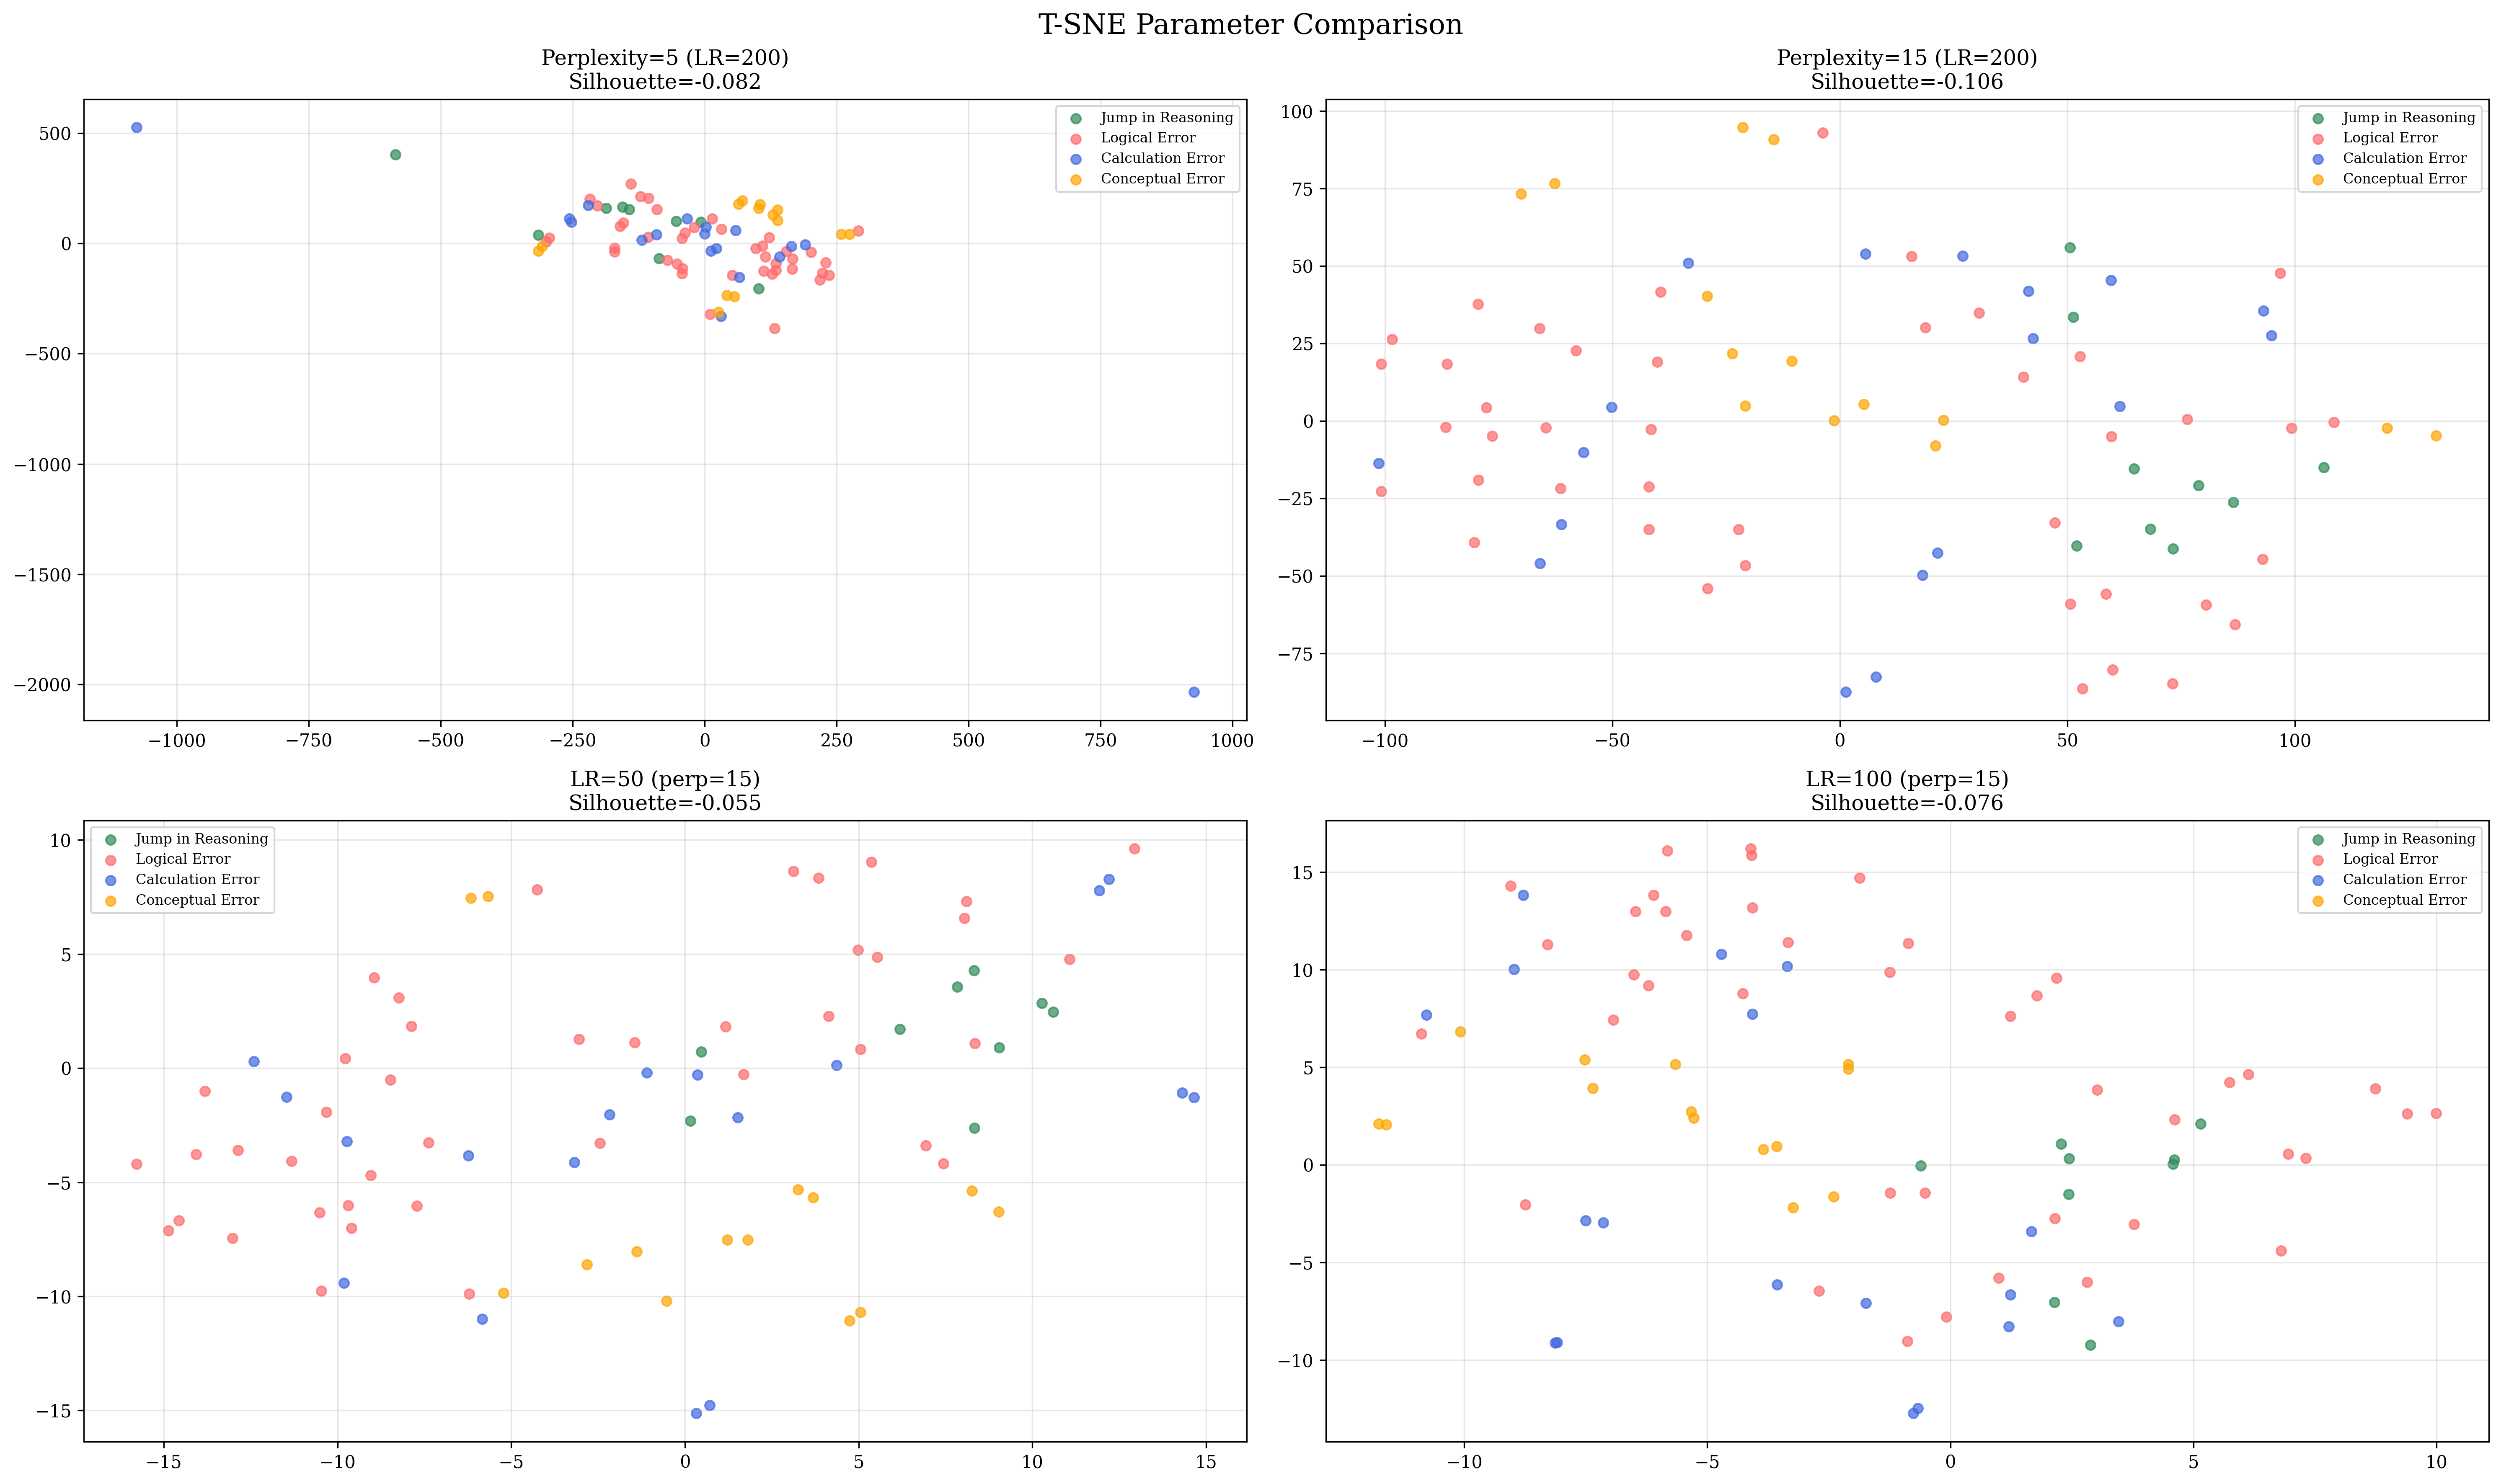 T-SNE Parameter Comparison
Perplexity=5 (LR=200)
Silhouette=-0.082
Jump in Reasoning
Logical Error
Calculation Error
Conceptual Error
500
0
−500
−1000
−1500
−2000
−1000 −750 −500 −250 0 250 500 750 1000
Perplexity=15 (LR=200)
Silhouette=-0.106
Jump in Reasoning
Logical Error
Calculation Error
Conceptual Error
100
75
50
25
0
−25
−50
−75
−100 −50 0 50 100
LR=50 (perp=15)
Silhouette=-0.055
Jump in Reasoning
Logical Error
Calculation Error
Conceptual Error
10
5
0
−5
−10
−15
−15 −10 −5 0 5 10 15
LR=100 (perp=15)
Silhouette=-0.076
Jump in Reasoning
Logical Error
Calculation Error
Conceptual Error
15
10
5
0
−5
−10
−10 −5 0 5 10